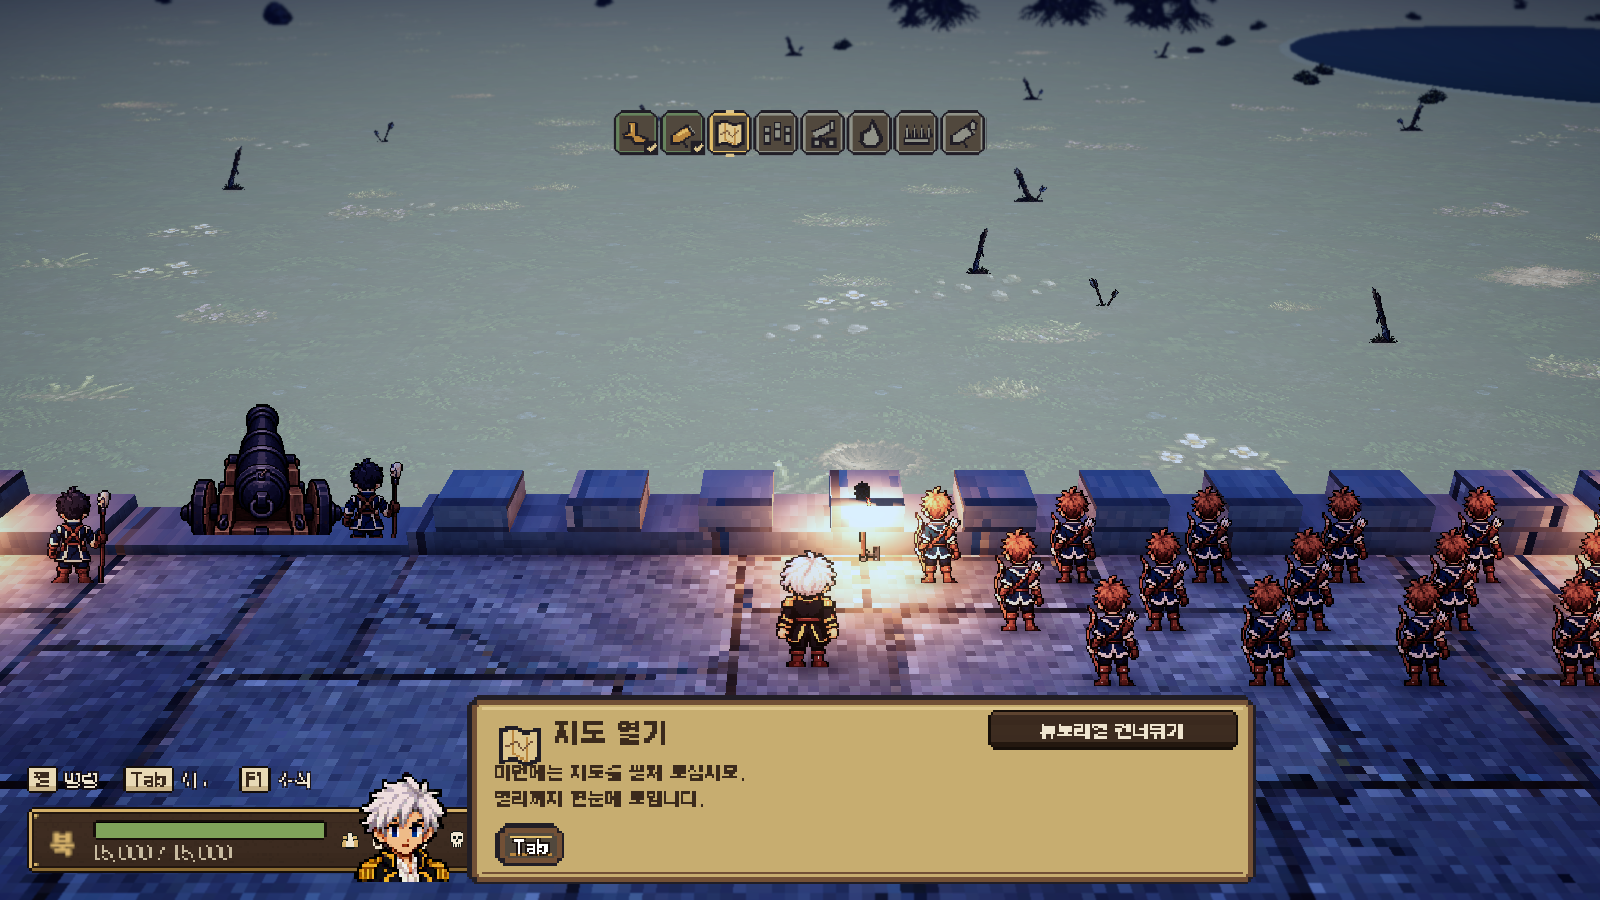 지도 열기
튜토리얼 건너뛰기
이번에는 지도를 펼쳐 보십시오.
멀리까지 한눈에 보입니다.
Tab
Tab
F1
북
15,000 / 15,000